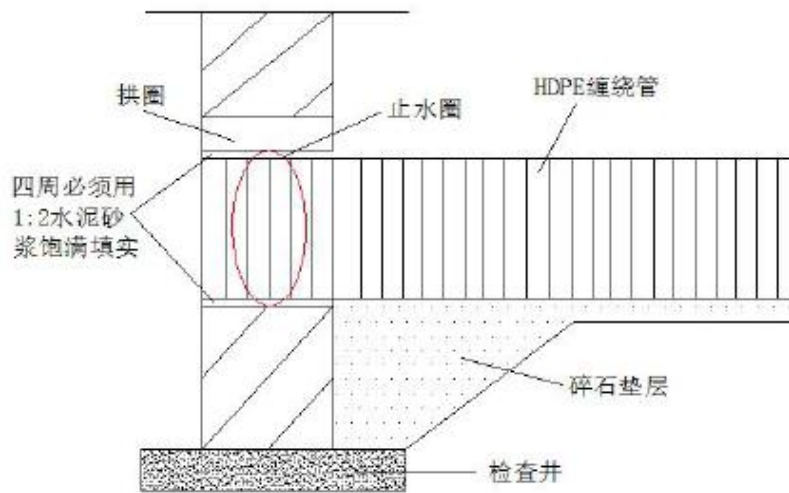 HDPE缠绕管
拱圈
止水圈
四周必须用
1:2水泥砂
浆饱满填实
碎石垫层
检查井